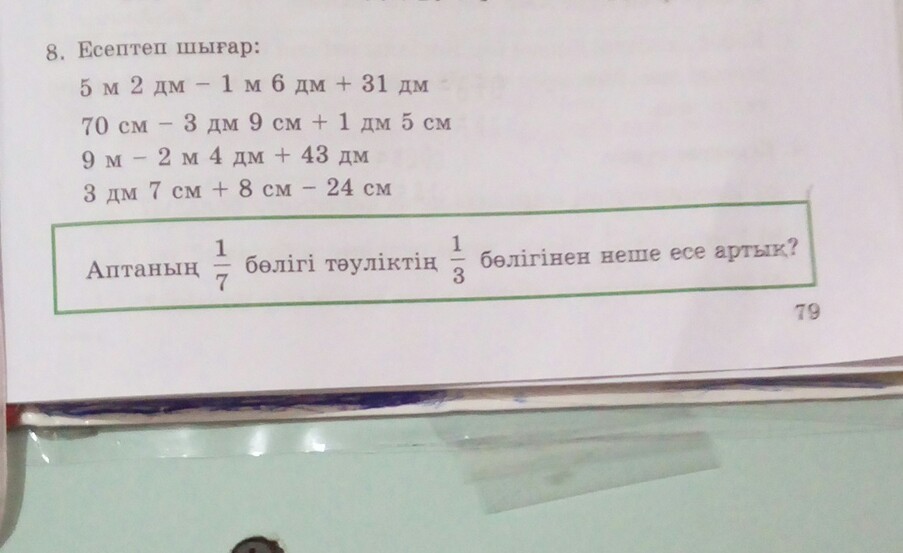 8. Есептеп шығар:
5 м 2 дм − 1 м 6 дм + 31 дм
70 см − 3 дм 9 см + 1 дм 5 см
9 м − 2 м 4 дм + 43 дм
3 дм 7 см + 8 см − 24 см
Аптаның 1/7 бөлігі тәуліктің 1/3 бөлігінен неше есе артық?
79